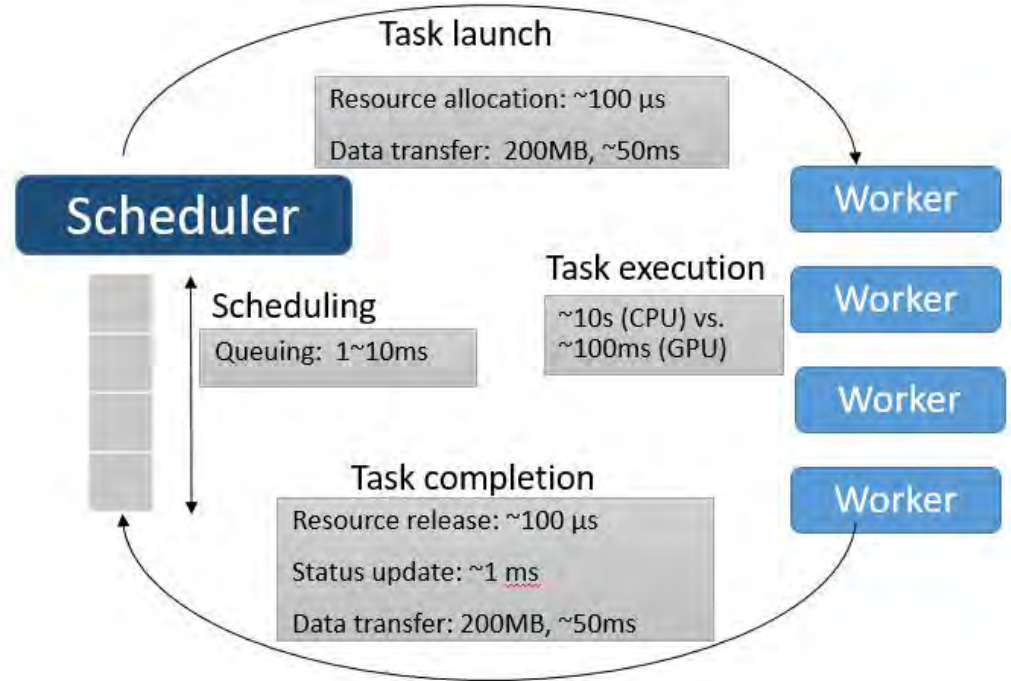 Task launch
Resource allocation: ~100 µs
Data transfer:  200MB, ~50ms
Scheduler
Worker
Task execution
Worker
Scheduling
~10s (CPU) vs.
Queuing:  1~10ms
~100ms (GPU)
Worker
Task completion
Worker
Resource release: ~100 µs
Status update: ~1 ms
Data transfer: 200MB, ~50ms